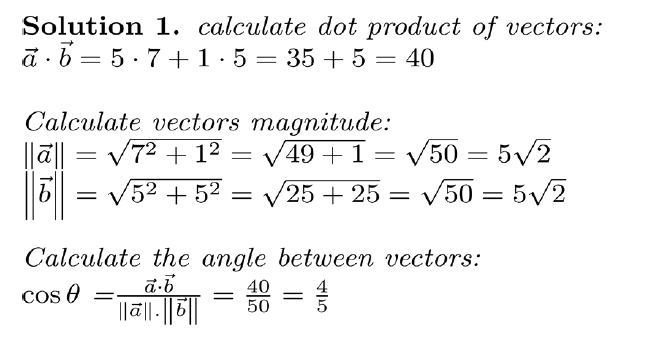 Solution 1. calculate dot product of vectors:
$\vec{a} \cdot \vec{b} = 5 \cdot 7 + 1 \cdot 5 = 35 + 5 = 40$
Calculate vectors magnitude:
$\|\vec{a}\| = \sqrt{7^2 + 1^2} = \sqrt{49 + 1} = \sqrt{50} = 5\sqrt{2}$
$\left\|\vec{b}\right\| = \sqrt{5^2 + 5^2} = \sqrt{25 + 25} = \sqrt{50} = 5\sqrt{2}$
Calculate the angle between vectors:
$\cos\theta = \frac{\vec{a} \cdot \vec{b}}{\|\vec{a}\| . \left\|\vec{b}\right\|} = \frac{40}{50} = \frac{4}{5}$